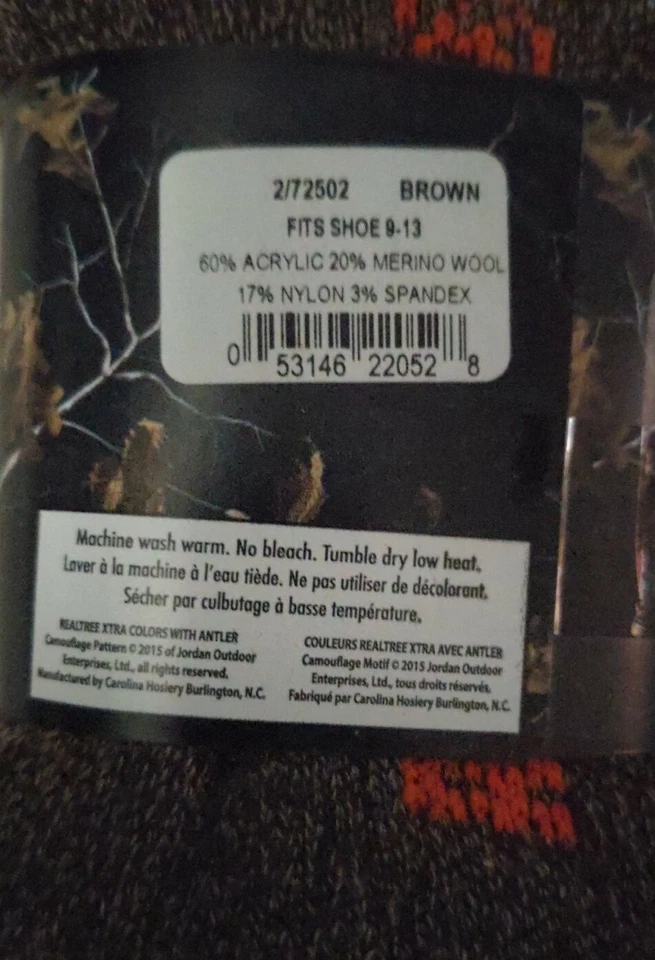 2/72502 BROWN
FITS SHOE 9-13
60% ACRYLIC 20% MERINO WOOL
17% NYLON 3% SPANDEX
0 53146 22052 8
Machine wash warm. No bleach. Tumble dry low heat.
Laver à la machine à l'eau tiède. Ne pas utiliser de décolorant.
Sécher par culbutage à basse température.
REALTREE XTRA COLORS WITH ANTLER
Camouflage Pattern © 2015 of Jordan Outdoor
Enterprises, Ltd., all rights reserved.
Manufactured by Carolina Hosiery Burlington, N.C.
COULEURS REALTREE XTRA AVEC ANTLER
Camouflage Motif © 2015 Jordan Outdoor
Enterprises, Ltd., tous droits réservés.
Fabriqué par Carolina Hosiery Burlington, N.C.